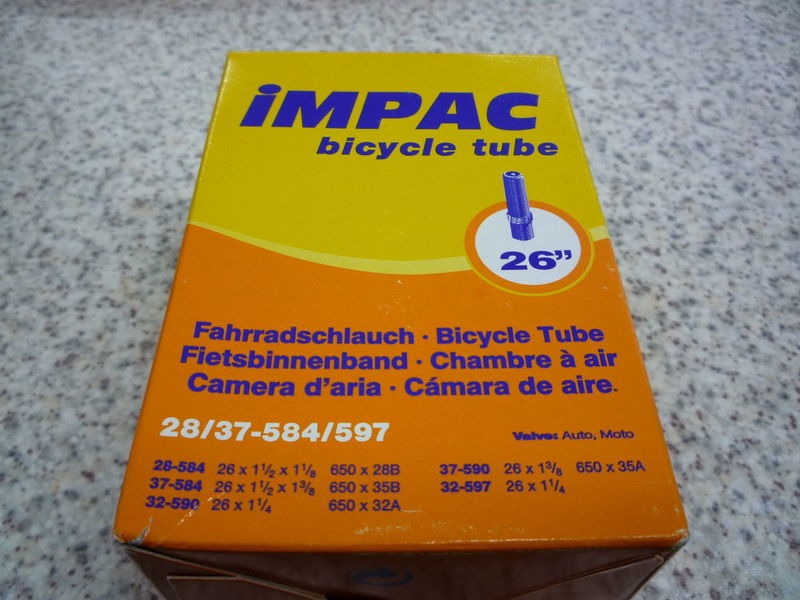 iMPAC
bicycle tube
26”
Fahrradschlauch · Bicycle Tube
Fietsbinnenband · Chambre à air
Camera d’aria · Cámara de aire.
28/37-584/597
Valve: Auto, Moto
28-584 26 x 1½ x 1⅛ 650 x 28B
37-584 26 x 1½ x 1⅜ 650 x 35B
32-590 26 x 1¼ 650 x 32A
37-590 26 x 1⅜ 650 x 35A
32-597 26 x 1¼